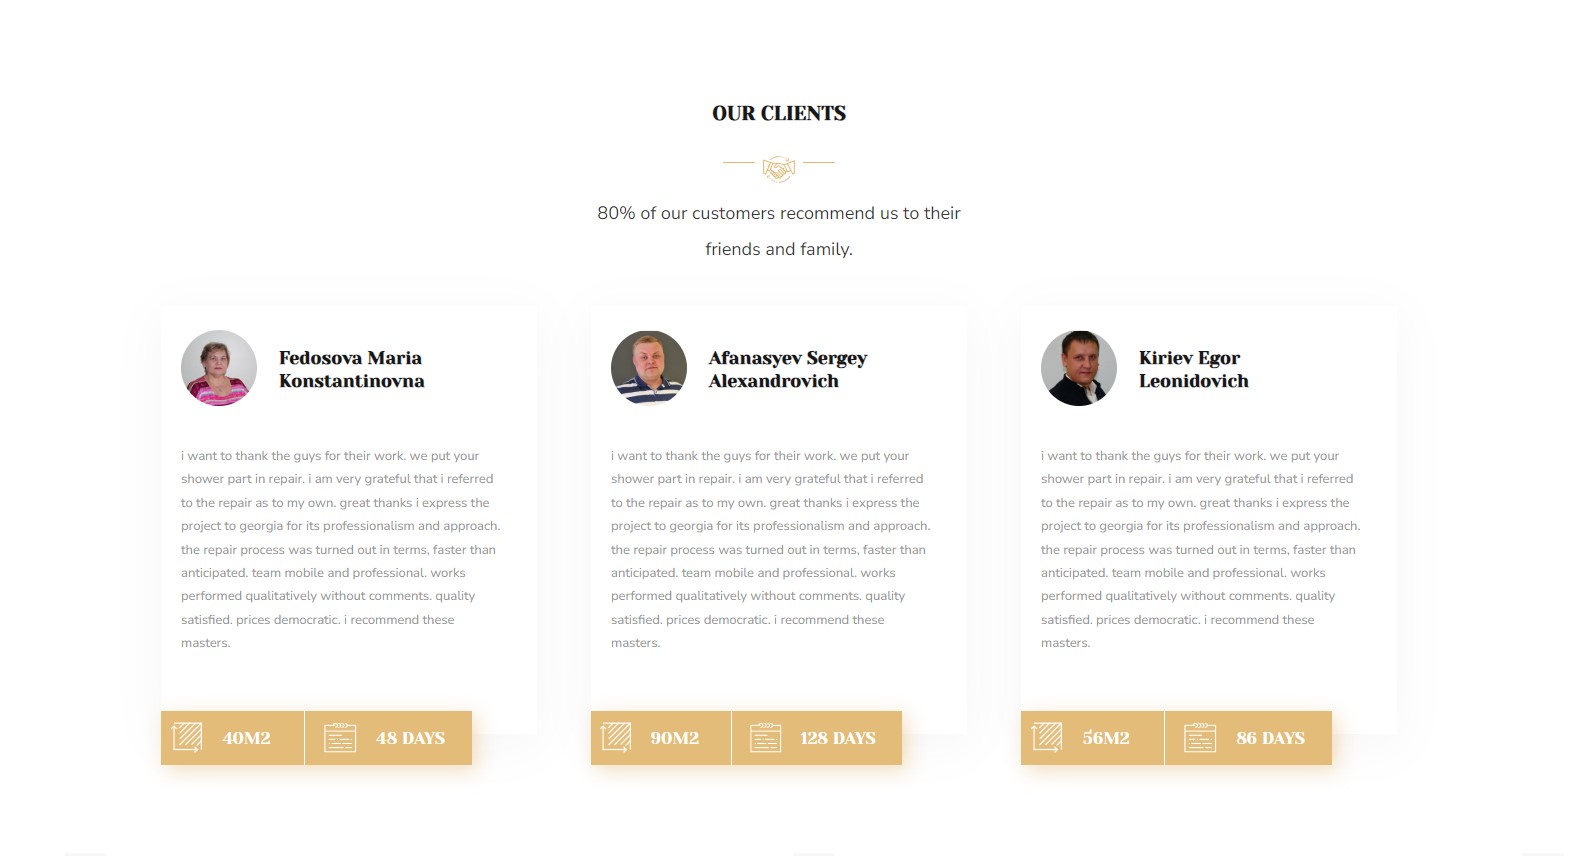 OUR CLIENTS
80% of our customers recommend us to their
friends and family.
Fedosova Maria
Konstantinovna
i want to thank the guys for their work. we put your
shower part in repair. i am very grateful that i referred
to the repair as to my own. great thanks i express the
project to georgia for its professionalism and approach.
the repair process was turned out in terms, faster than
anticipated. team mobile and professional. works
performed qualitatively without comments. quality
satisfied. prices democratic. i recommend these
masters.
40M2
48 DAYS
Afanasyev Sergey
Alexandrovich
i want to thank the guys for their work. we put your
shower part in repair. i am very grateful that i referred
to the repair as to my own. great thanks i express the
project to georgia for its professionalism and approach.
the repair process was turned out in terms, faster than
anticipated. team mobile and professional. works
performed qualitatively without comments. quality
satisfied. prices democratic. i recommend these
masters.
90M2
128 DAYS
Kiriev Egor
Leonidovich
i want to thank the guys for their work. we put your
shower part in repair. i am very grateful that i referred
to the repair as to my own. great thanks i express the
project to georgia for its professionalism and approach.
the repair process was turned out in terms, faster than
anticipated. team mobile and professional. works
performed qualitatively without comments. quality
satisfied. prices democratic. i recommend these
masters.
56M2
86 DAYS